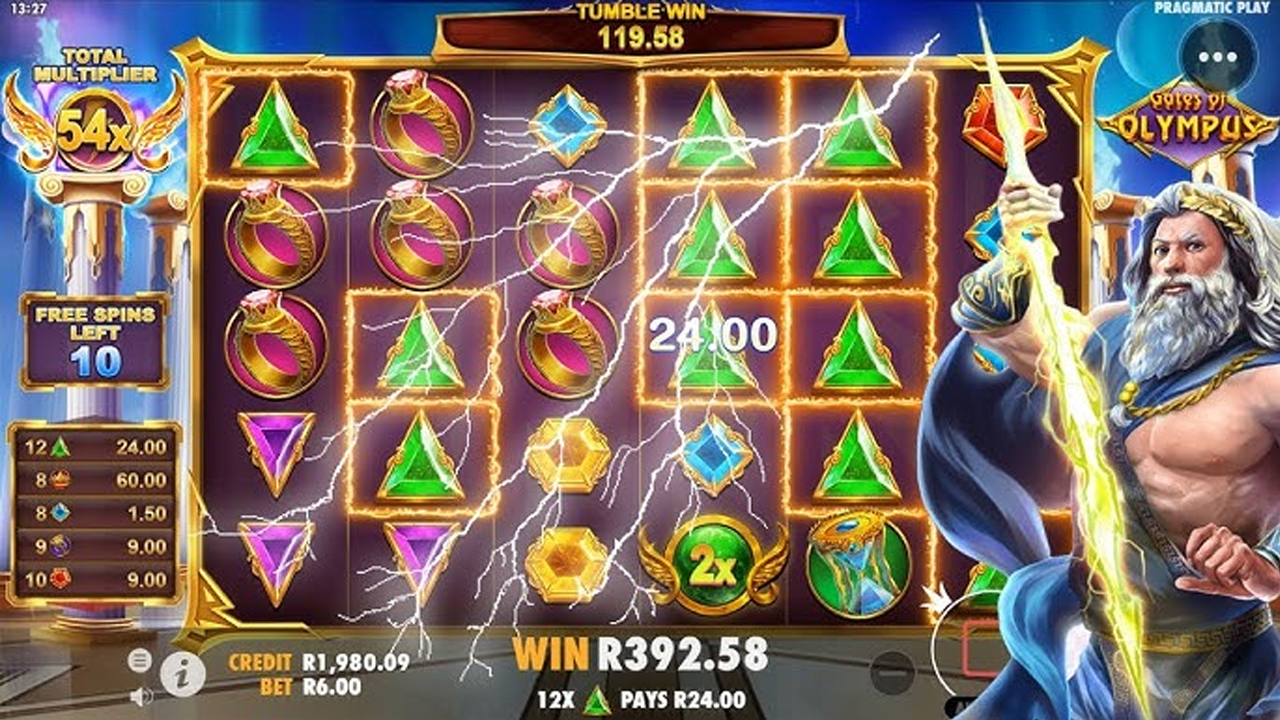 13:27
TUMBLE WIN
119.58
PRAGMATIC PLAY
TOTAL
MULTIPLIER
54x
Gates of
OLYMPUS
FREE SPINS
LEFT
10
24.00
12 24.00
8 60.00
8 1.50
9 9.00
10 9.00
2x
CREDIT R1,980.09
BET R6.00
WIN R392.58
12X PAYS R24.00